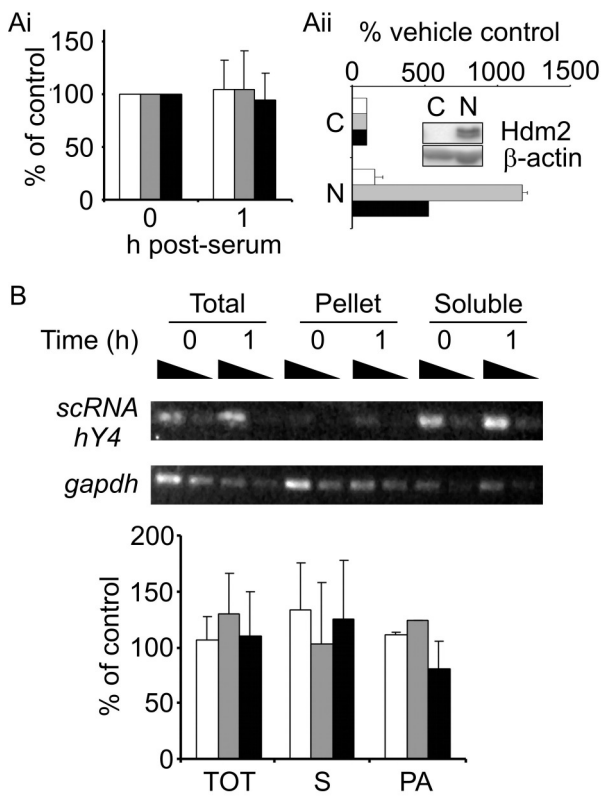 Ai
150
100
50
0
% of control
0 1
h post-serum
Aii
% vehicle control
0 500 1000 1500
C
N
C N
Hdm2
β-actin
B
Total Pellet Soluble
Time (h) 0 1 0 1 0 1
scRNA
hY4
gapdh
200
150
100
50
0
% of control
TOT S PA